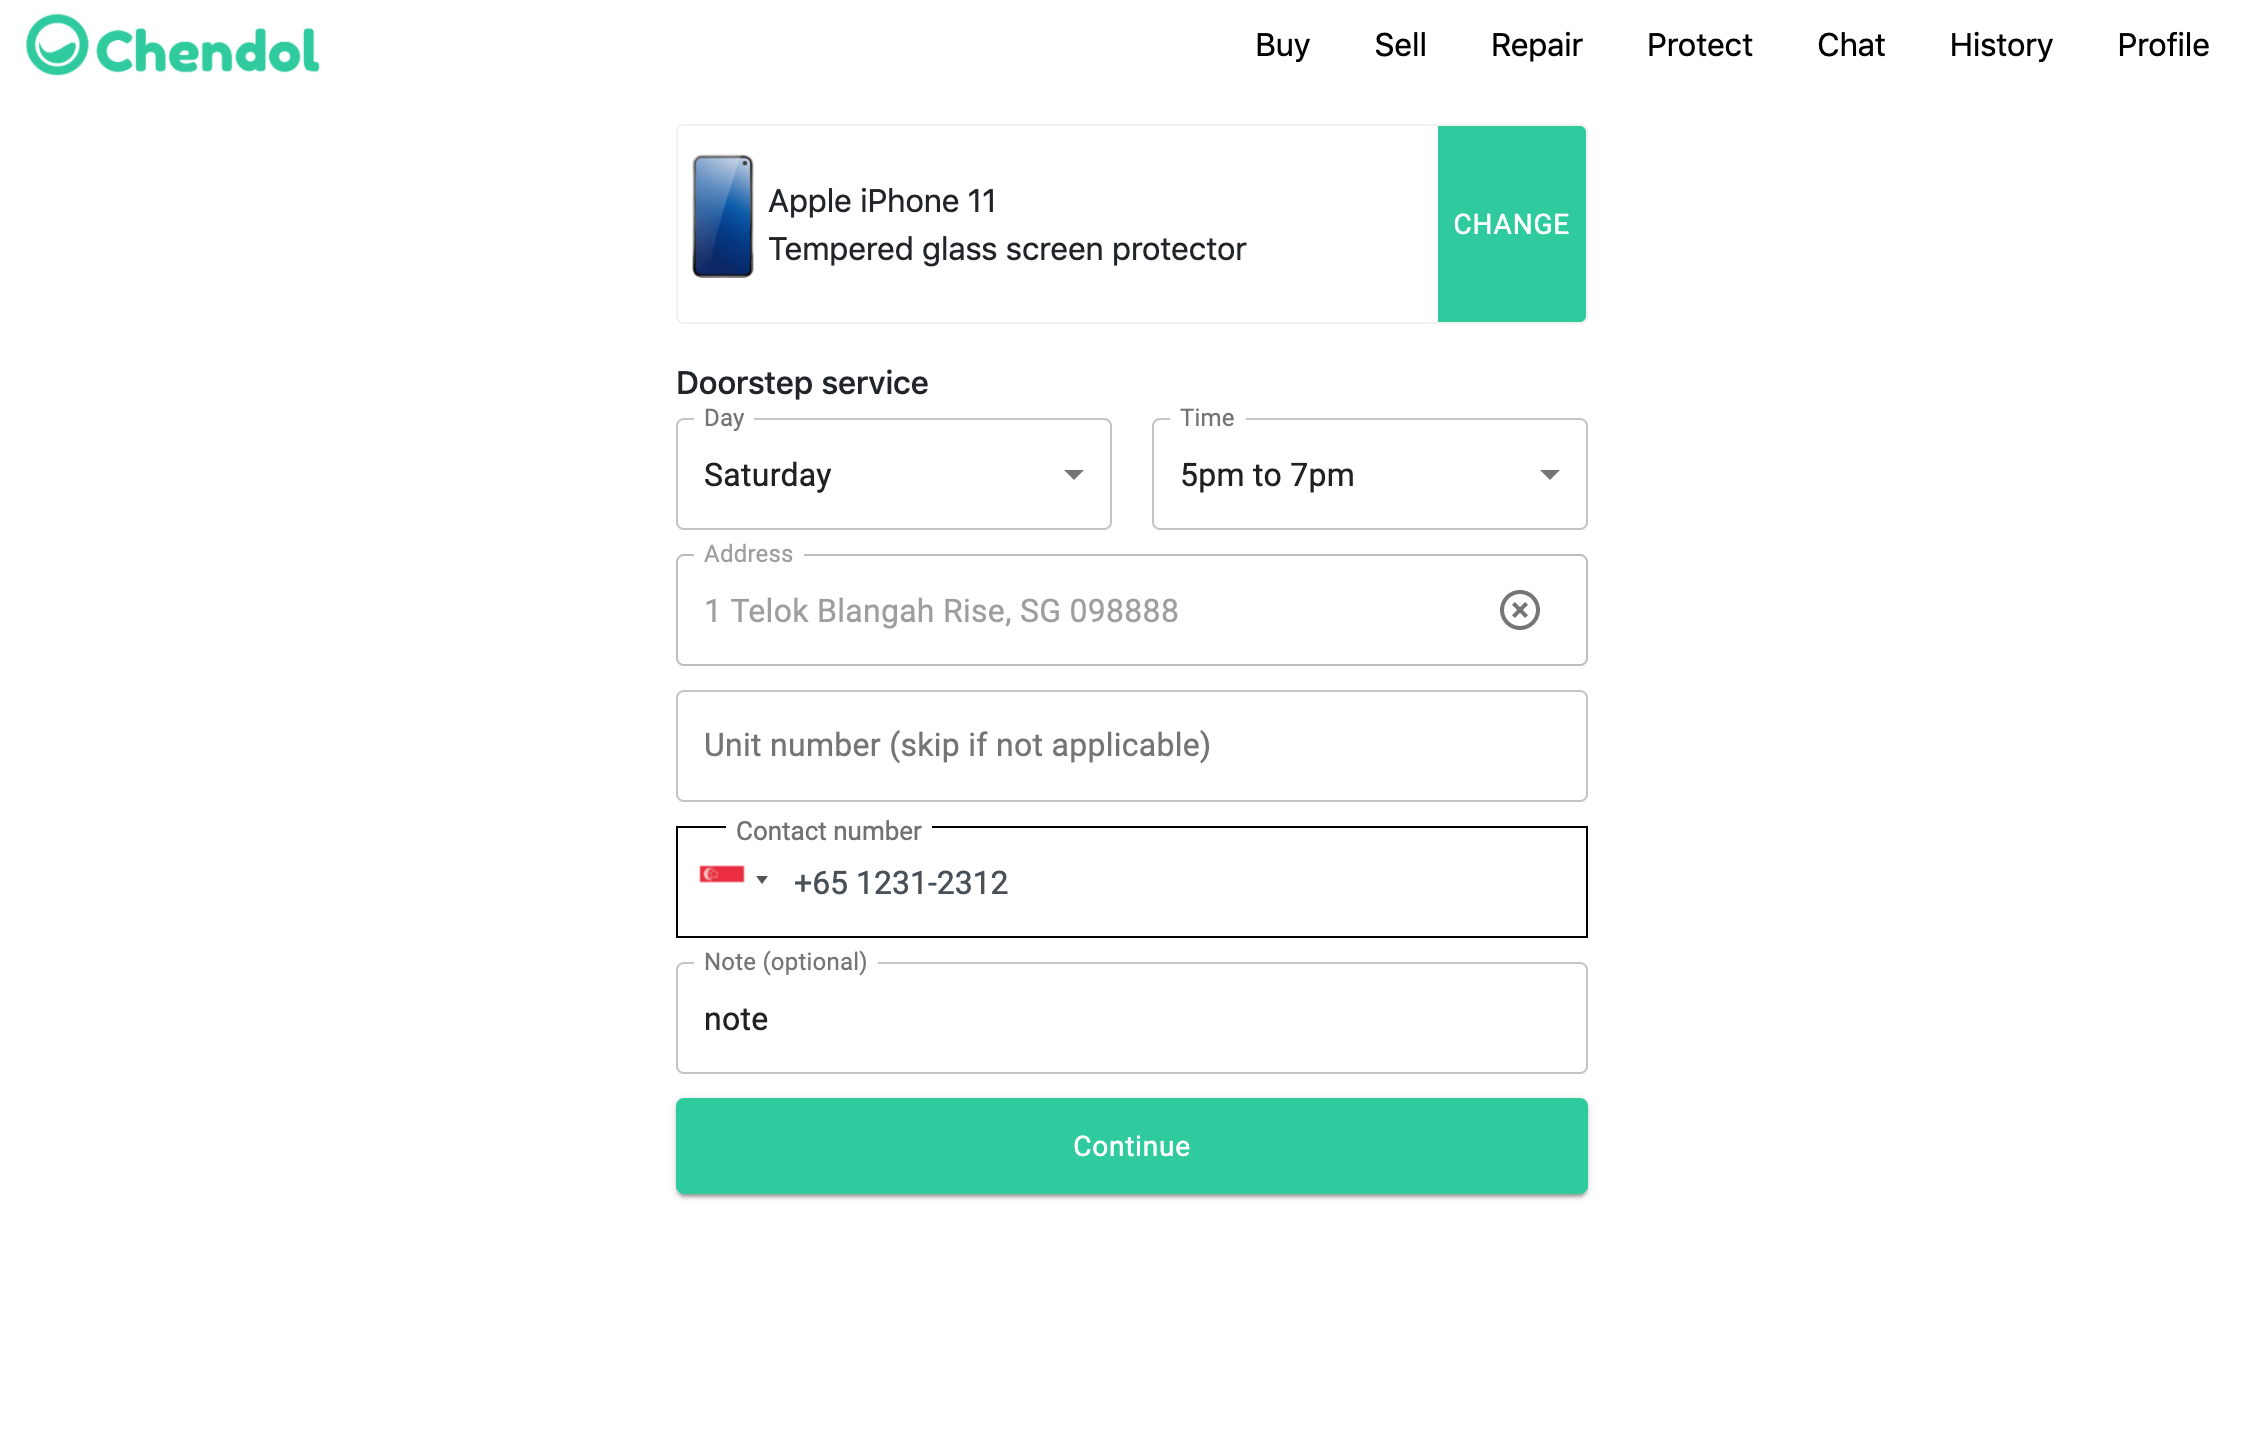 Chendol
Buy Sell Repair Protect Chat History Profile
Apple iPhone 11
Tempered glass screen protector
CHANGE
Doorstep service
Day
Saturday
Time
5pm to 7pm
Address
1 Telok Blangah Rise, SG 098888
Unit number (skip if not applicable)
Contact number
+65 1231-2312
Note (optional)
note
Continue